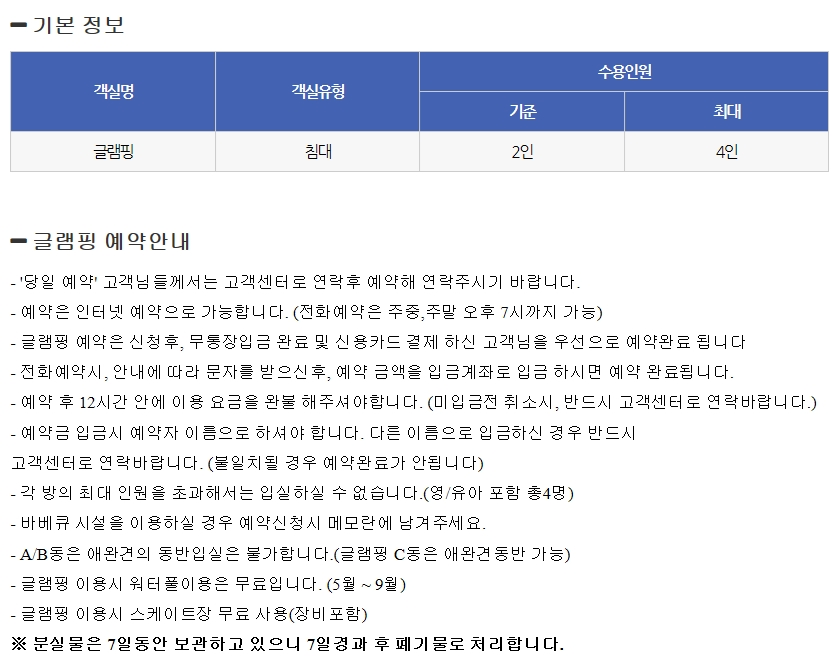 ━ 기본 정보
객실명 객실유형 수용인원
기준 최대
글램핑 침대 2인 4인
━ 글램핑 예약안내
- '당일 예약' 고객님들께서는 고객센터로 연락후 예약해 연락주시기 바랍니다.
- 예약은 인터넷 예약으로 가능합니다. (전화예약은 주중,주말 오후 7시까지 가능)
- 글램핑 예약은 신청후, 무통장입금 완료 및 신용카드 결제 하신 고객님을 우선으로 예약완료 됩니다
- 전화예약시, 안내에 따라 문자를 받으신후, 예약 금액을 입금계좌로 입금 하시면 예약 완료됩니다.
- 예약 후 12시간 안에 이용 요금을 완불 해주셔야합니다. (미입금전 취소시, 반드시 고객센터로 연락바랍니다.)
- 예약금 입금시 예약자 이름으로 하셔야 합니다. 다른 이름으로 입금하신 경우 반드시
고객센터로 연락바랍니다. (불일치될 경우 예약완료가 안됩니다)
- 각 방의 최대 인원을 초과해서는 입실하실 수 없습니다.(영/유아 포함 총4명)
- 바베큐 시설을 이용하실 경우 예약신청시 메모란에 남겨주세요.
- A/B동은 애완견의 동반입실은 불가합니다.(글램핑 C동은 애완견동반 가능)
- 글램핑 이용시 워터풀이용은 무료입니다. (5월 ~ 9월)
- 글램핑 이용시 스케이트장 무료 사용(장비포함)
※ 분실물은 7일동안 보관하고 있으니 7일경과 후 폐기물로 처리합니다.